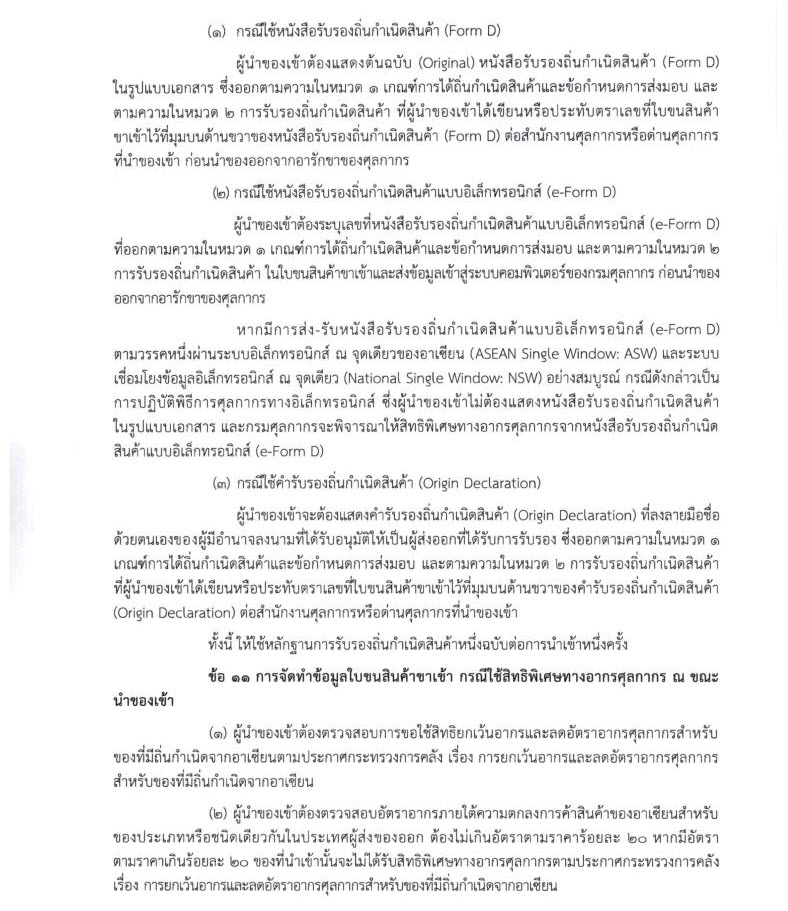 (๑) กรณีใช้หนังสือรับรองถิ่นกำเนิดสินค้า (Form D)
ผู้นำของเข้าต้องแสดงต้นฉบับ (Original) หนังสือรับรองถิ่นกำเนิดสินค้า (Form D)
ในรูปแบบเอกสาร ซึ่งออกตามความในหมวด ๑ เกณฑ์การได้ถิ่นกำเนิดสินค้าและข้อกำหนดการส่งมอบ และ
ตามความในหมวด ๒ การรับรองถิ่นกำเนิดสินค้า ที่ผู้นำของเข้าได้เขียนหรือประทับตราเลขที่ใบขนสินค้า
ขาเข้าไว้ที่มุมบนด้านขวาของหนังสือรับรองถิ่นกำเนิดสินค้า (Form D) ต่อสำนักงานศุลกากรหรือด่านศุลกากร
ที่นำของเข้า ก่อนนำของออกจากอารักขาของศุลกากร
(๒) กรณีใช้หนังสือรับรองถิ่นกำเนิดสินค้าแบบอิเล็กทรอนิกส์ (e-Form D)
ผู้นำของเข้าต้องระบุเลขที่หนังสือรับรองถิ่นกำเนิดสินค้าแบบอิเล็กทรอนิกส์ (e-Form D)
ที่ออกตามความในหมวด ๑ เกณฑ์การได้ถิ่นกำเนิดสินค้าและข้อกำหนดการส่งมอบ และตามความในหมวด ๒
การรับรองถิ่นกำเนิดสินค้า ในใบขนสินค้าขาเข้าและส่งข้อมูลเข้าสู่ระบบคอมพิวเตอร์ของกรมศุลกากร ก่อนนำของ
ออกจากอารักขาของศุลกากร
หากมีการส่ง-รับหนังสือรับรองถิ่นกำเนิดสินค้าแบบอิเล็กทรอนิกส์ (e-Form D)
ตามวรรคหนึ่งผ่านระบบอิเล็กทรอนิกส์ ณ จุดเดียวของอาเซียน (ASEAN Single Window: ASW) และระบบ
เชื่อมโยงข้อมูลอิเล็กทรอนิกส์ ณ จุดเดียว (National Single Window: NSW) อย่างสมบูรณ์ กรณีดังกล่าวเป็น
การปฏิบัติพิธีการศุลกากรทางอิเล็กทรอนิกส์ ซึ่งผู้นำของเข้าไม่ต้องแสดงหนังสือรับรองถิ่นกำเนิดสินค้า
ในรูปแบบเอกสาร และกรมศุลกากรจะพิจารณาให้สิทธิพิเศษทางอากรศุลกากรจากหนังสือรับรองถิ่นกำเนิด
สินค้าแบบอิเล็กทรอนิกส์ (e-Form D)
(๓) กรณีใช้คำรับรองถิ่นกำเนิดสินค้า (Origin Declaration)
ผู้นำของเข้าจะต้องแสดงคำรับรองถิ่นกำเนิดสินค้า (Origin Declaration) ที่ลงลายมือชื่อ
ด้วยตนเองของผู้มีอำนาจลงนามที่ได้รับอนุมัติให้เป็นผู้ส่งออกที่ได้รับการรับรอง ซึ่งออกตามความในหมวด ๑
เกณฑ์การได้ถิ่นกำเนิดสินค้าและข้อกำหนดการส่งมอบ และตามความในหมวด ๒ การรับรองถิ่นกำเนิดสินค้า
ที่ผู้นำของเข้าได้เขียนหรือประทับตราเลขที่ใบขนสินค้าขาเข้าไว้ที่มุมบนด้านขวาของคำรับรองถิ่นกำเนิดสินค้า
(Origin Declaration) ต่อสำนักงานศุลกากรหรือด่านศุลกากรที่นำของเข้า
ทั้งนี้ ให้ใช้หลักฐานการรับรองถิ่นกำเนิดสินค้าหนึ่งฉบับต่อการนำเข้าหนึ่งครั้ง
ข้อ ๑๑ การจัดทำข้อมูลใบขนสินค้าขาเข้า กรณีใช้สิทธิพิเศษทางอากรศุลกากร ณ ขณะ
นำของเข้า
(๑) ผู้นำของเข้าต้องตรวจสอบการขอใช้สิทธิยกเว้นอากรและลดอัตราอากรศุลกากรสำหรับ
ของที่มีถิ่นกำเนิดจากอาเซียนตามประกาศกระทรวงการคลัง เรื่อง การยกเว้นอากรและลดอัตราอากรศุลกากร
สำหรับของที่มีถิ่นกำเนิดจากอาเซียน
(๒) ผู้นำของเข้าต้องตรวจสอบอัตราอากรภายใต้ความตกลงการค้าสินค้าของอาเซียนสำหรับ
ของประเภทหรือชนิดเดียวกันในประเทศผู้ส่งของออก ต้องไม่เกินอัตราตามราคาร้อยละ ๒๐ หากมีอัตรา
ตามราคาเกินร้อยละ ๒๐ ของที่นำเข้านั้นจะไม่ได้รับสิทธิพิเศษทางอากรศุลกากรตามประกาศกระทรวงการคลัง
เรื่อง การยกเว้นอากรและลดอัตราอากรศุลกากรสำหรับของที่มีถิ่นกำเนิดจากอาเซียน